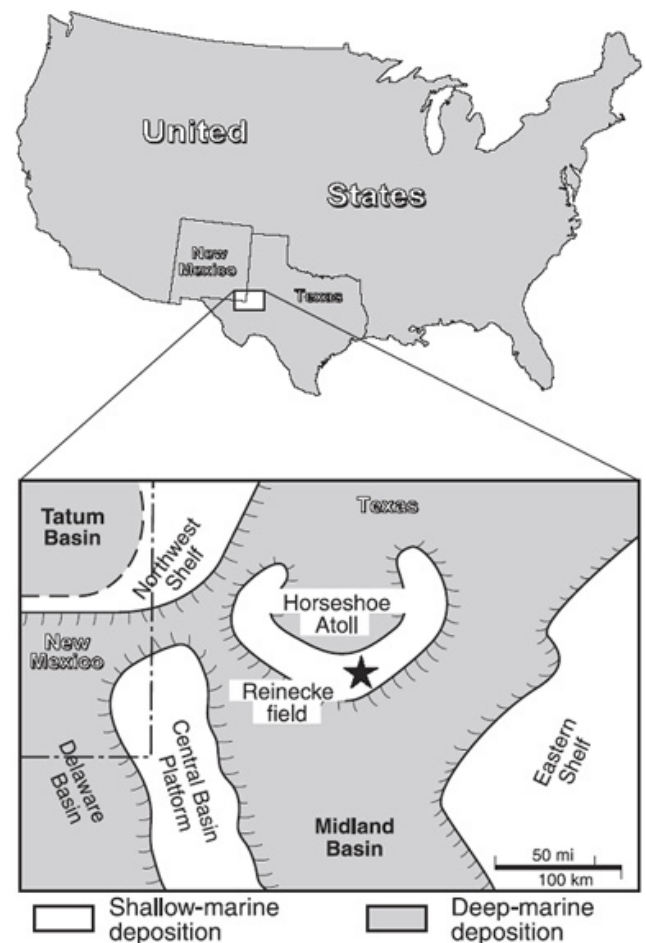 United
States
New
Mexico
Texas
Texas
Tatum
Basin
Northwest
Shelf
Horseshoe
Atoll
New
Mexico
Reinecke
field
Delaware
Basin
Central Basin
Platform
Eastern
Shelf
Midland
Basin
50 mi
100 km
Shallow-marine
deposition
Deep-marine
deposition